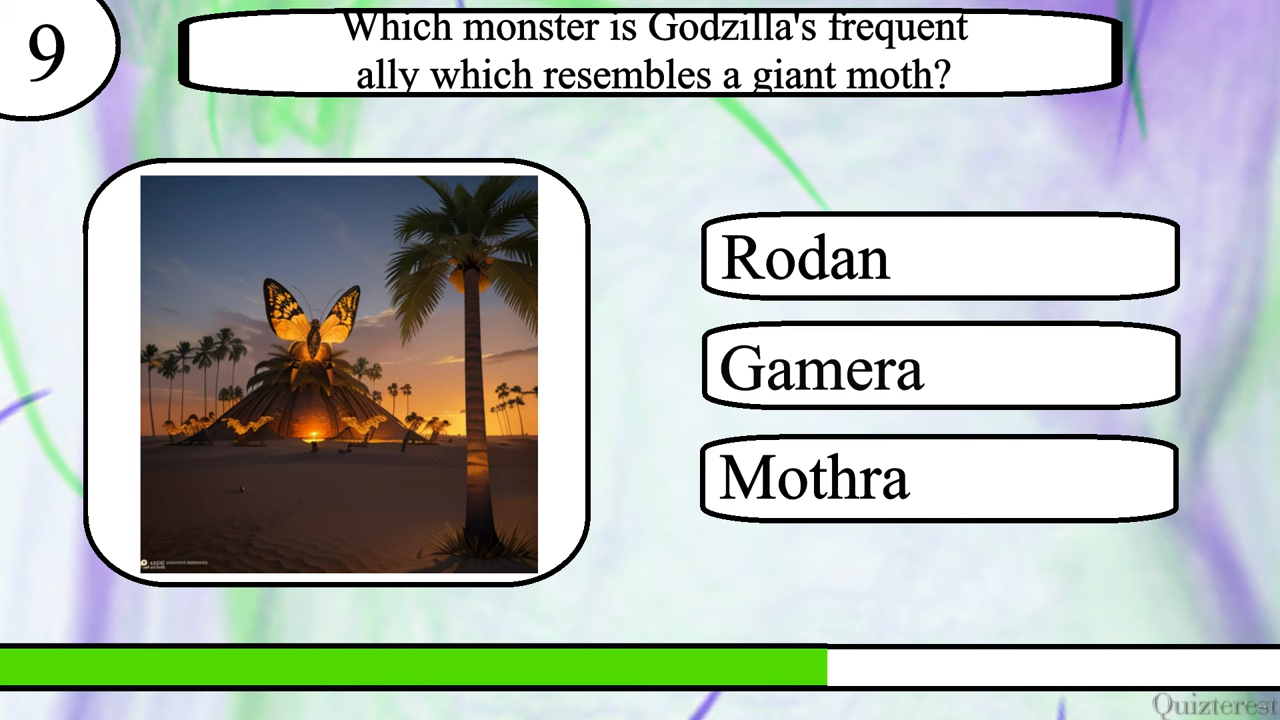 9
Which monster is Godzilla's frequent
ally which resembles a giant moth?
Rodan
Gamera
Mothra
Quizterest